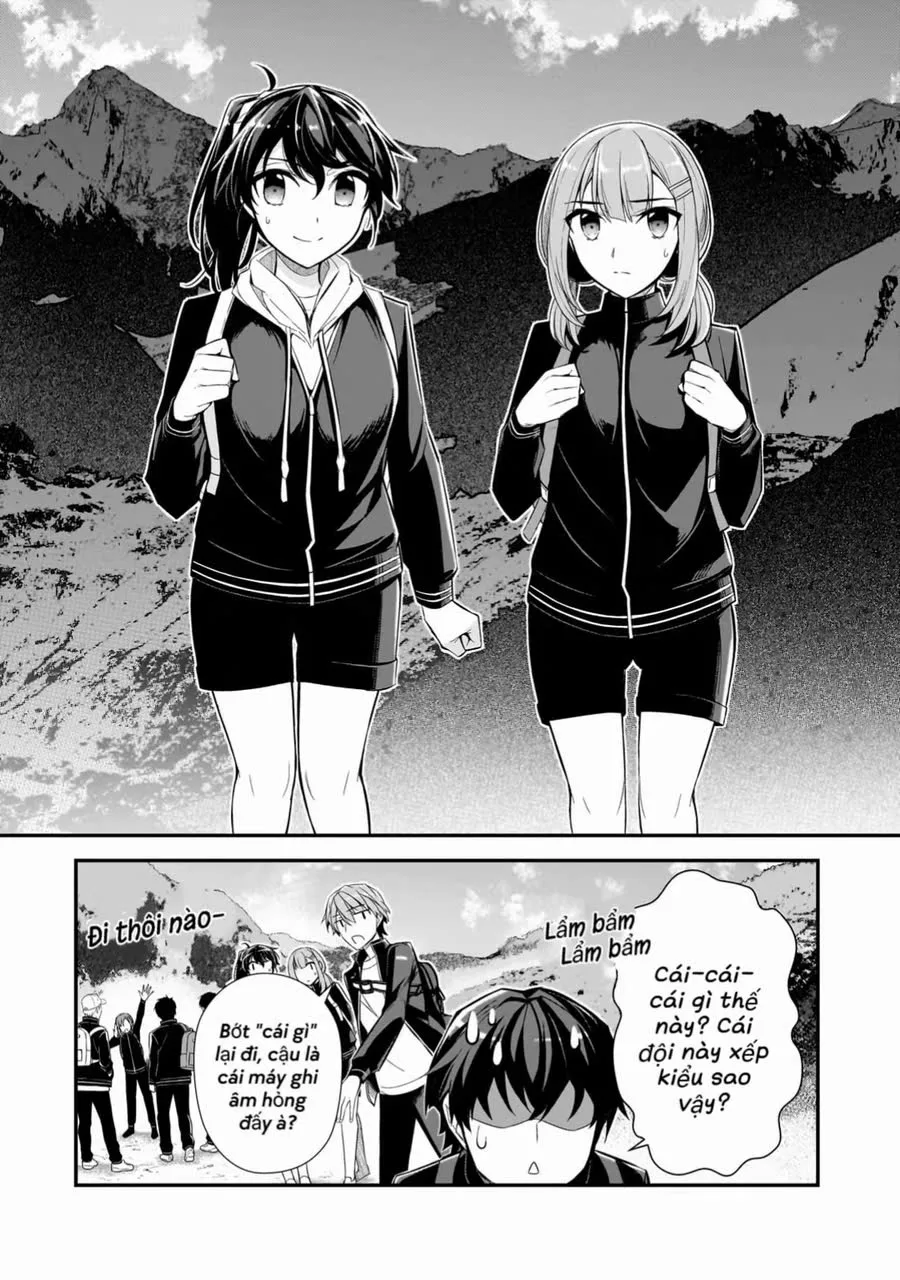 Đi thôi nào-
Lẩm bẩm
Lẩm bẩm
Cái-cái-
cái gì thế
này? Cái
đội này xếp
kiểu sao
vậy?
Bớt "cái gì"
lại đi, cậu là
cái máy ghi
âm hỏng
đấy à?